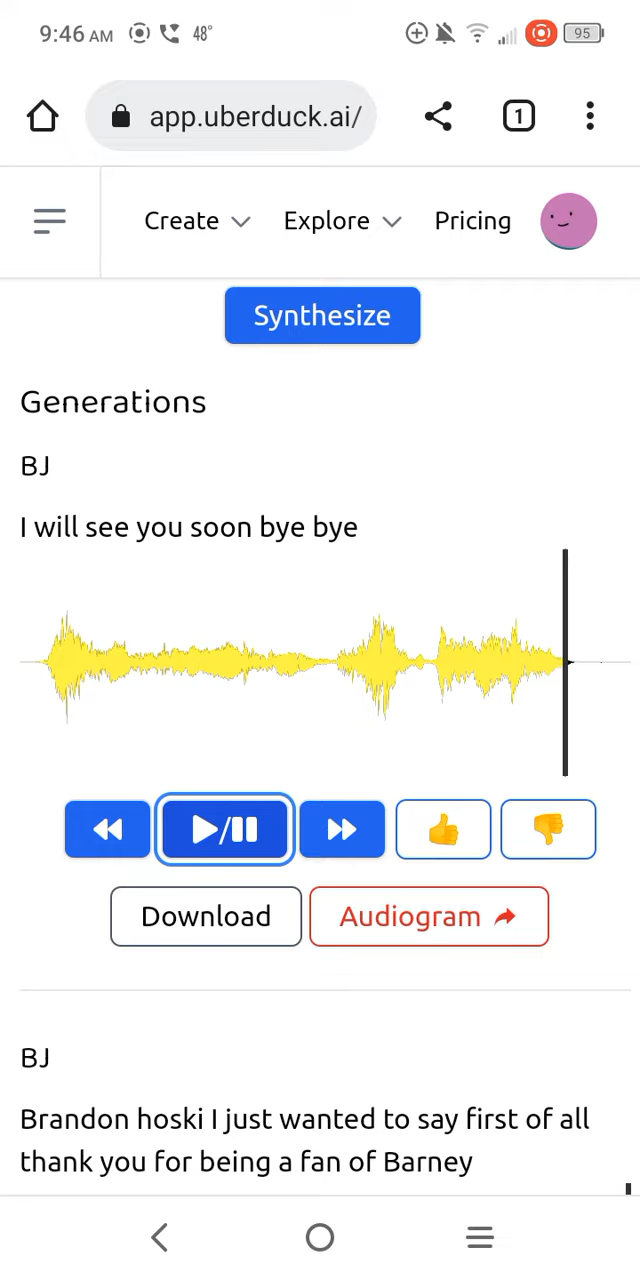 9:46 AM 48° 95
app.uberduck.ai/ 1
Create Explore Pricing
Synthesize
Generations
BJ
I will see you soon bye bye
Download Audiogram
BJ
Brandon hoski I just wanted to say first of all
thank you for being a fan of Barney